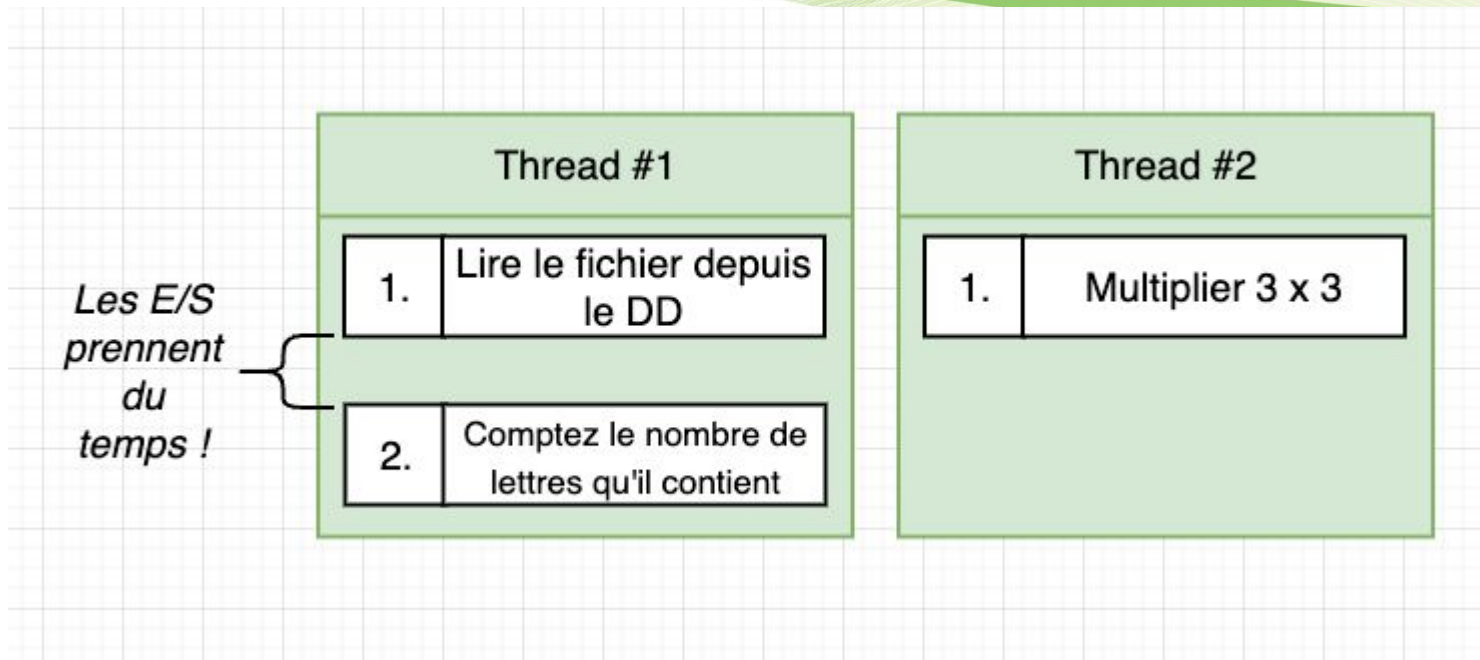 Thread #1
Thread #2
1.
Lire le fichier depuis
le DD
1.
Multiplier 3 x 3
Les E/S
prennent
du
temps !
2.
Comptez le nombre de
lettres qu'il contient